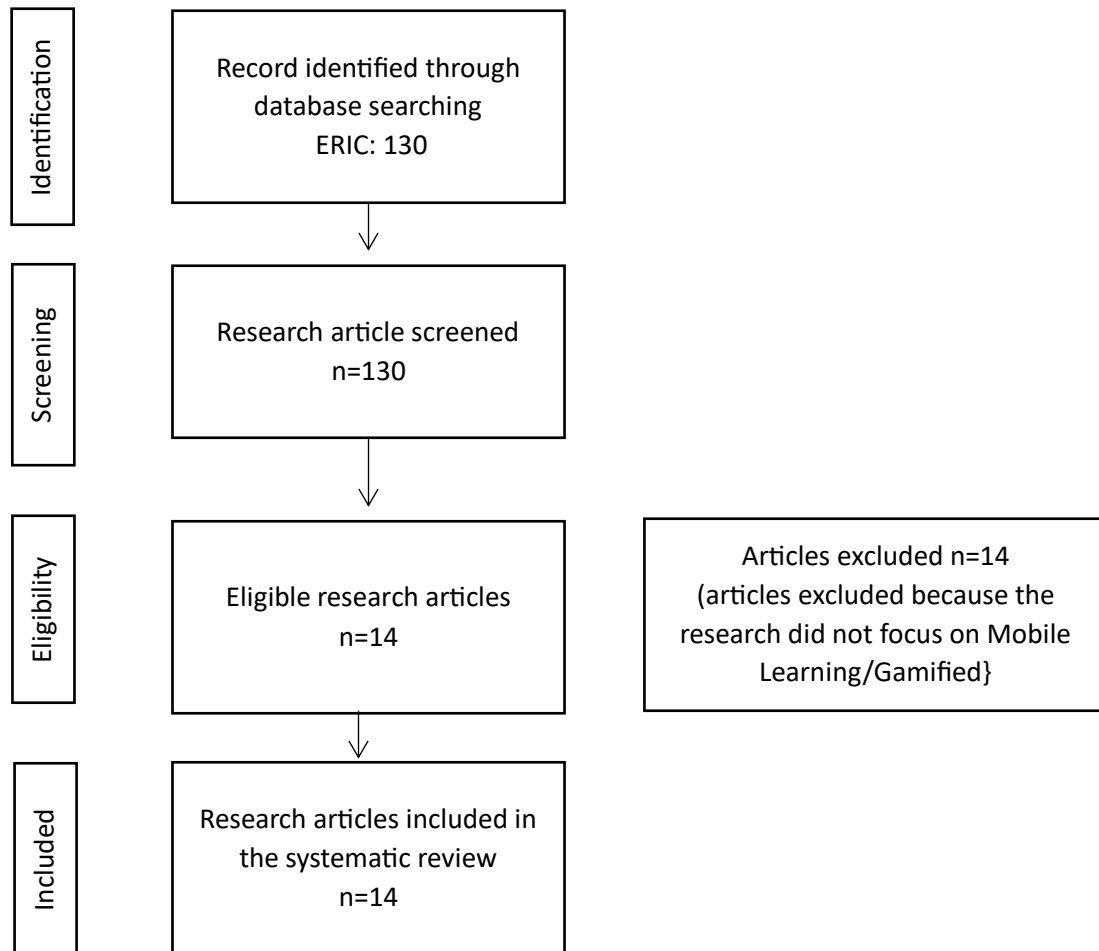 Identification
Record identified through
database searching
ERIC: 130
Screening
Research article screened
n=130
Eligibility
Eligible research articles
n=14
Articles excluded n=14
(articles excluded because the
research did not focus on Mobile
Learning/Gamified}
Included
Research articles included in
the systematic review
n=14